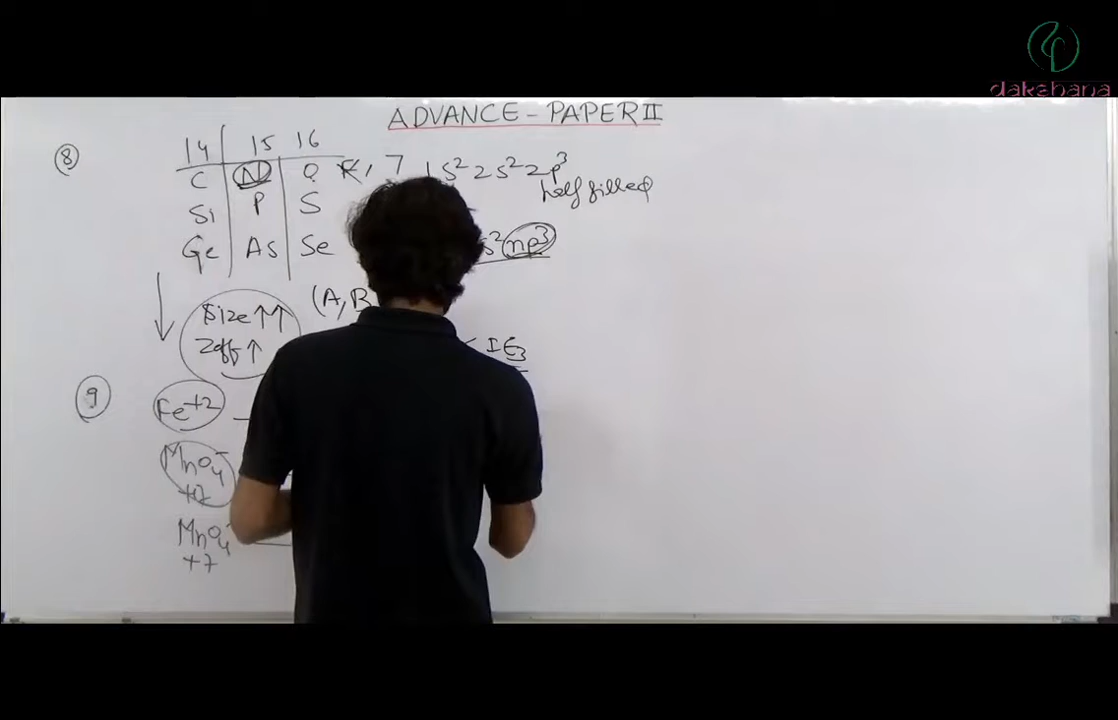 dakshana
ADVANCE - PAPER II
8
14 15 16
C N O 7 1s² 2s² 2p³
half filled
Si P S
Ge As Se s² np³
Size ↑↑ (A, B
Zeff ↑ < IE₃
9 Fe⁺²
MnO₄⁻
+7
MnO₄⁻
+7